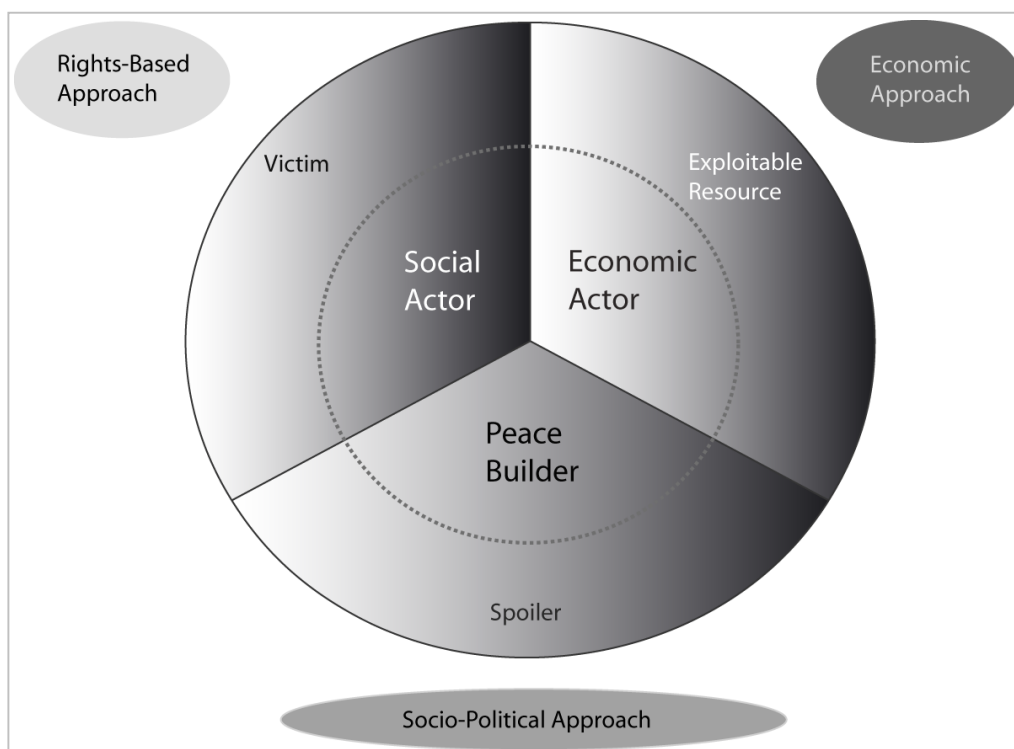 Rights-Based
Approach
Economic
Approach
Victim
Exploitable
Resource
Social
Actor
Economic
Actor
Peace
Builder
Spoiler
Socio-Political Approach